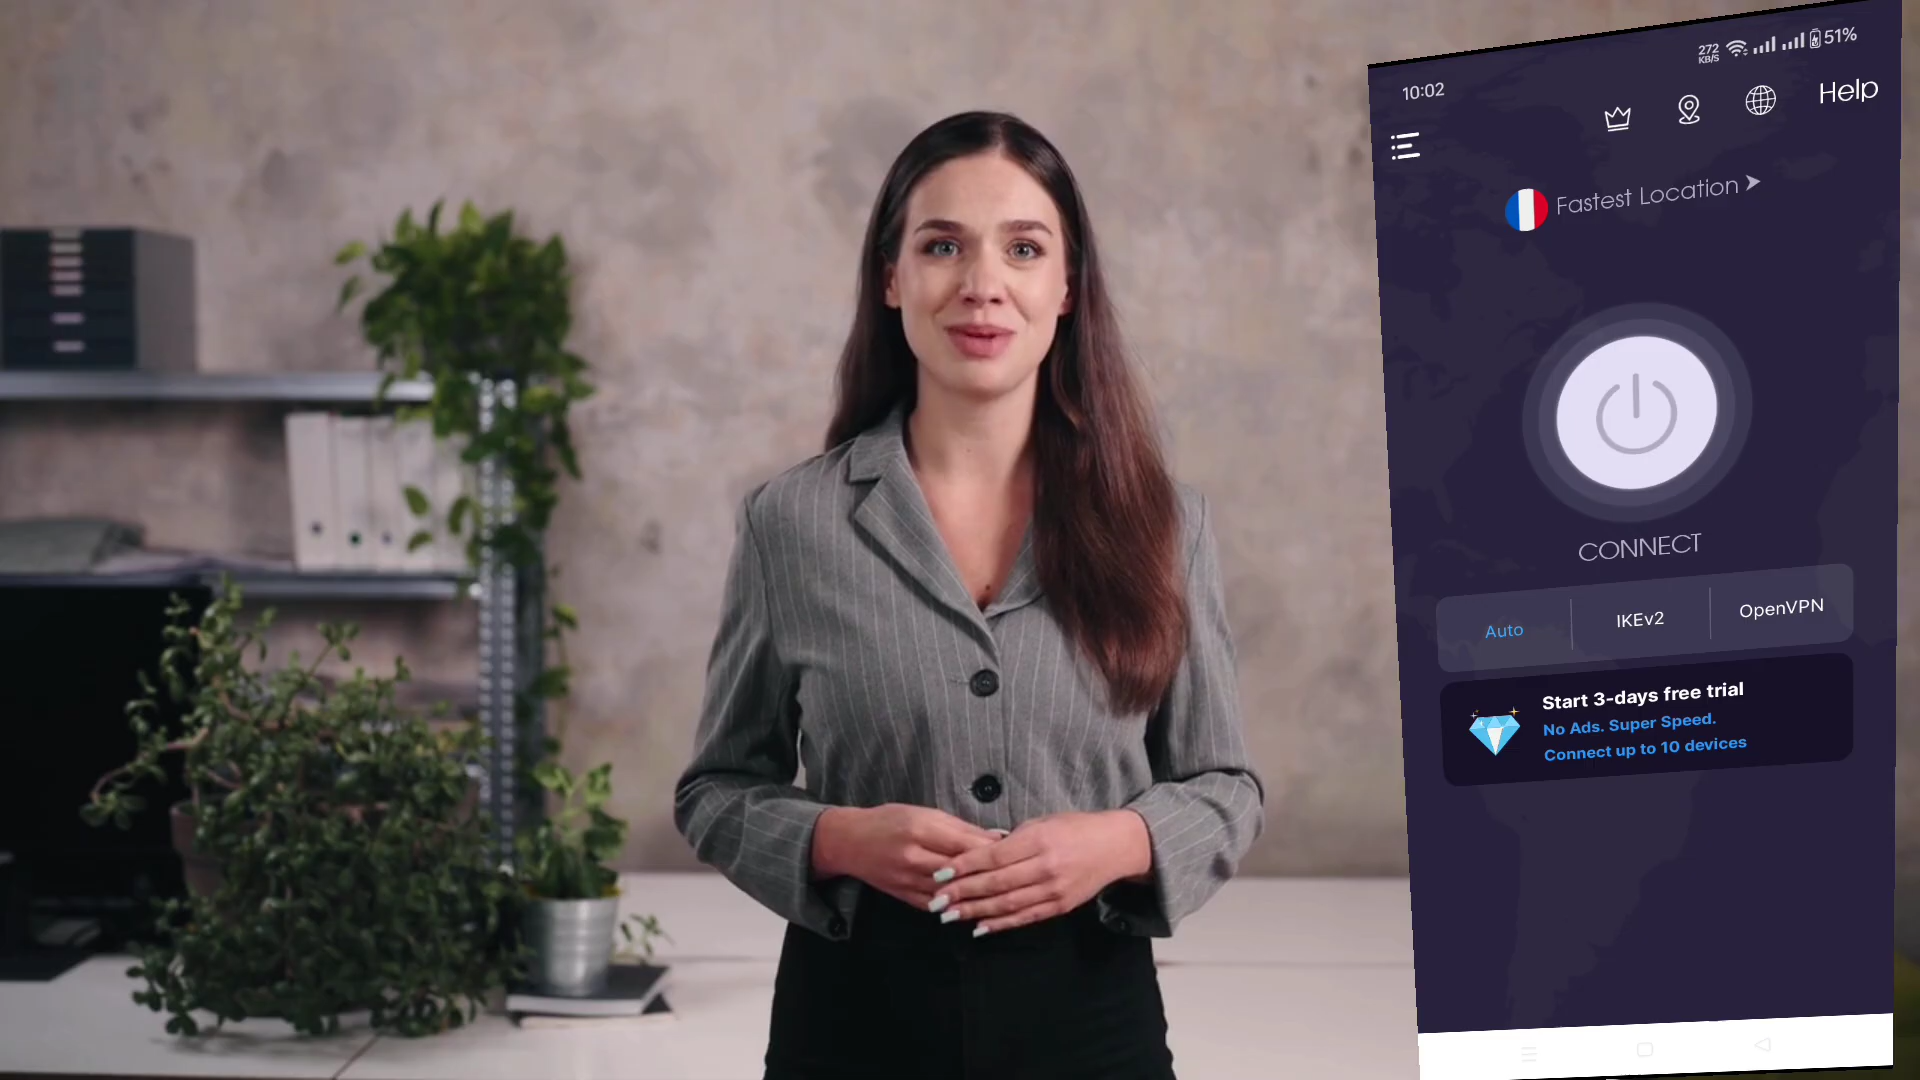 10:02
272
KB/S
51%
Help
Fastest Location
CONNECT
Auto
IKEv2
OpenVPN
Start 3-days free trial
No Ads. Super Speed.
Connect up to 10 devices